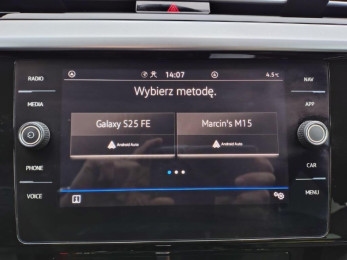 RADIO
MEDIA
PHONE
VOICE
14:07
4.5°C
Wybierz metodę.
Galaxy S25 FE
Android Auto
Marcin's M15
Android Auto
NAV
APP
CAR
MENU